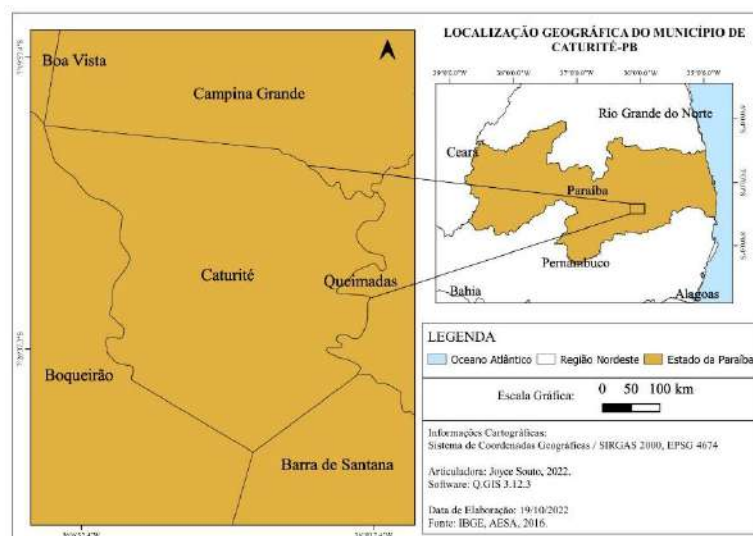 Boa Vista
Campina Grande
Caturité
Queimadas
Boqueirão
Barra de Santana
LOCALIZAÇÃO GEOGRÁFICA DO MUNICÍPIO DE
CATURITÉ-PB
Rio Grande do Norte
Ceará
Paraíba
Pernambuco
Bahia
Alagoas
LEGENDA
Oceano Atlântico
Região Nordeste
Estado da Paraíba
Escala Gráfica:
0 50 100 km
Informações Cartográficas:
Sistema de Coordenadas Geográficas / SIRGAS 2000, EPSG 4674
Articuladora: Joyce Souto, 2022.
Software: Q.GIS 3.12.3
Data de Elaboração: 19/10/2022
Fonte: IBGE, AESA, 2016.